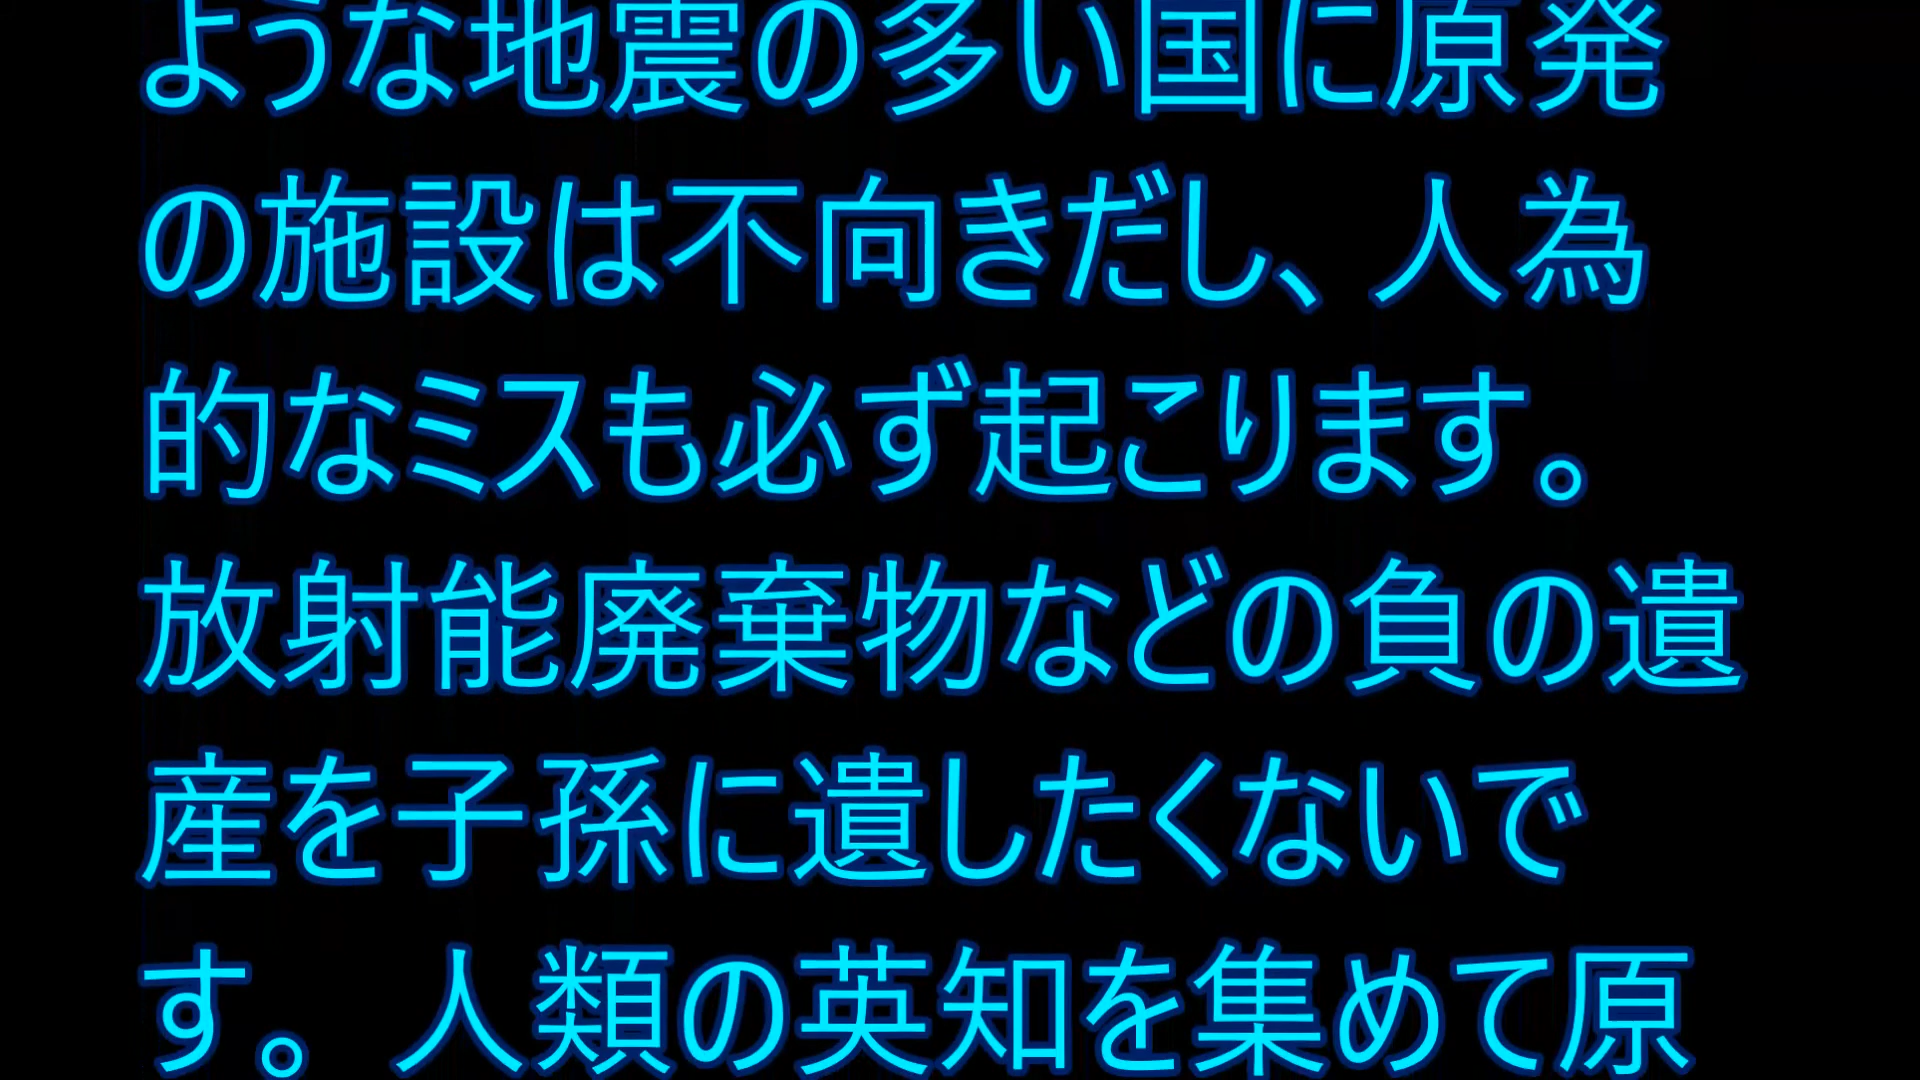 ような地震の多い国に原発
の施設は不向きだし、人為
的なミスも必ず起こります。
放射能廃棄物などの負の遺
産を子孫に遺したくないで
す。人類の英知を集めて原